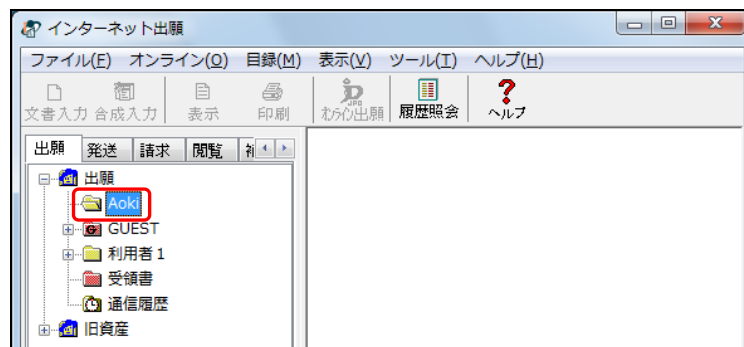 インターネット出願
ファイル(F) オンライン(O) 目録(M) 表示(V) ツール(T) ヘルプ(H)
文書入力 合成入力 表示 印刷 オンライン出願 履歴照会 ヘルプ
出願 発送 請求 閲覧
出願
Aoki
GUEST
利用者1
受領書
通信履歴
旧資産